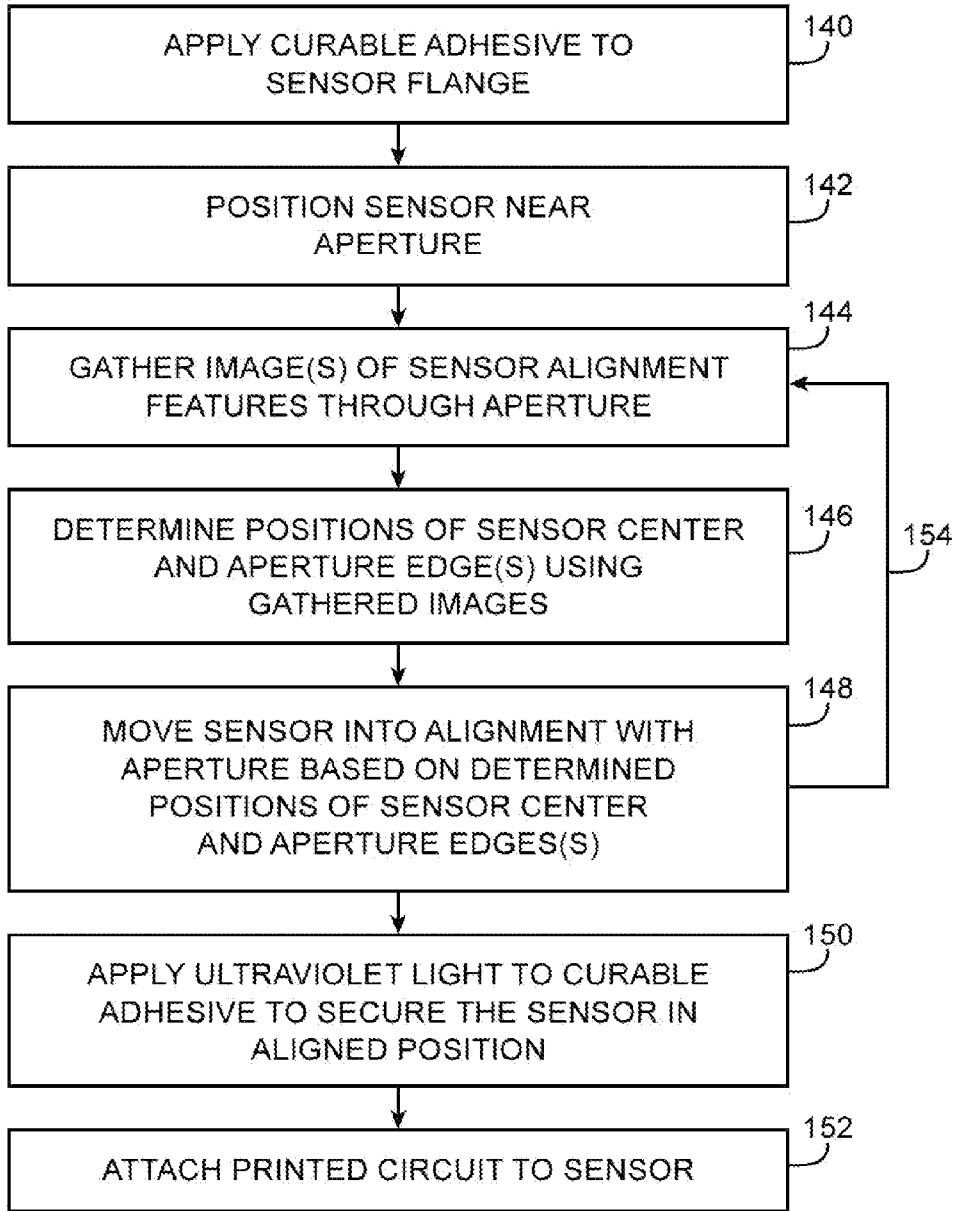 APPLY CURABLE ADHESIVE TO
SENSOR FLANGE
140
POSITION SENSOR NEAR
APERTURE
142
GATHER IMAGE(S) OF SENSOR ALIGNMENT
FEATURES THROUGH APERTURE
144
DETERMINE POSITIONS OF SENSOR CENTER
AND APERTURE EDGE(S) USING
GATHERED IMAGES
146
154
MOVE SENSOR INTO ALIGNMENT WITH
APERTURE BASED ON DETERMINED
POSITIONS OF SENSOR CENTER
AND APERTURE EDGES(S)
148
APPLY ULTRAVIOLET LIGHT TO CURABLE
ADHESIVE TO SECURE THE SENSOR IN
ALIGNED POSITION
150
ATTACH PRINTED CIRCUIT TO SENSOR
152